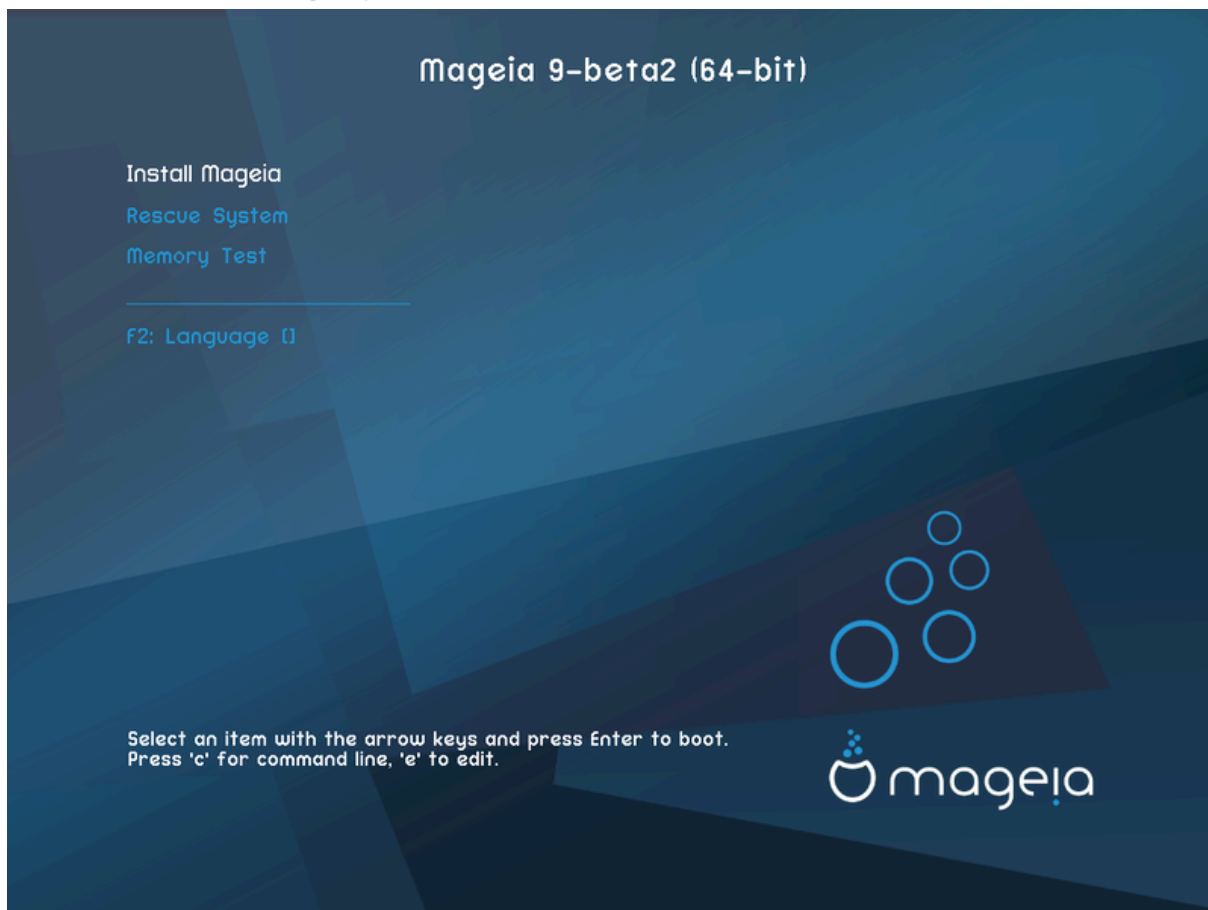 Mageia 9-beta2 (64-bit)
Install Mageia
Rescue System
Memory Test
F2: Language []
Select an item with the arrow keys and press Enter to boot.
Press 'c' for command line, 'e' to edit.
mageia